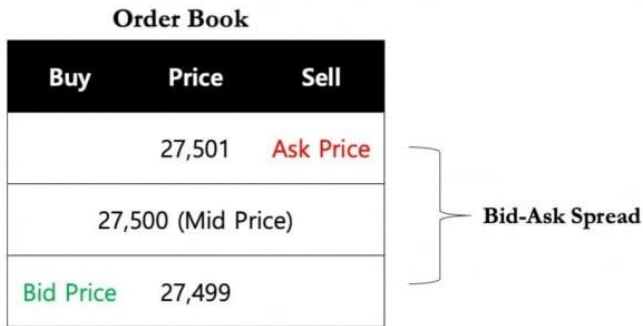 Order Book
Buy Price Sell
27,501 Ask Price
27,500 (Mid Price)
Bid-Ask Spread
Bid Price 27,499